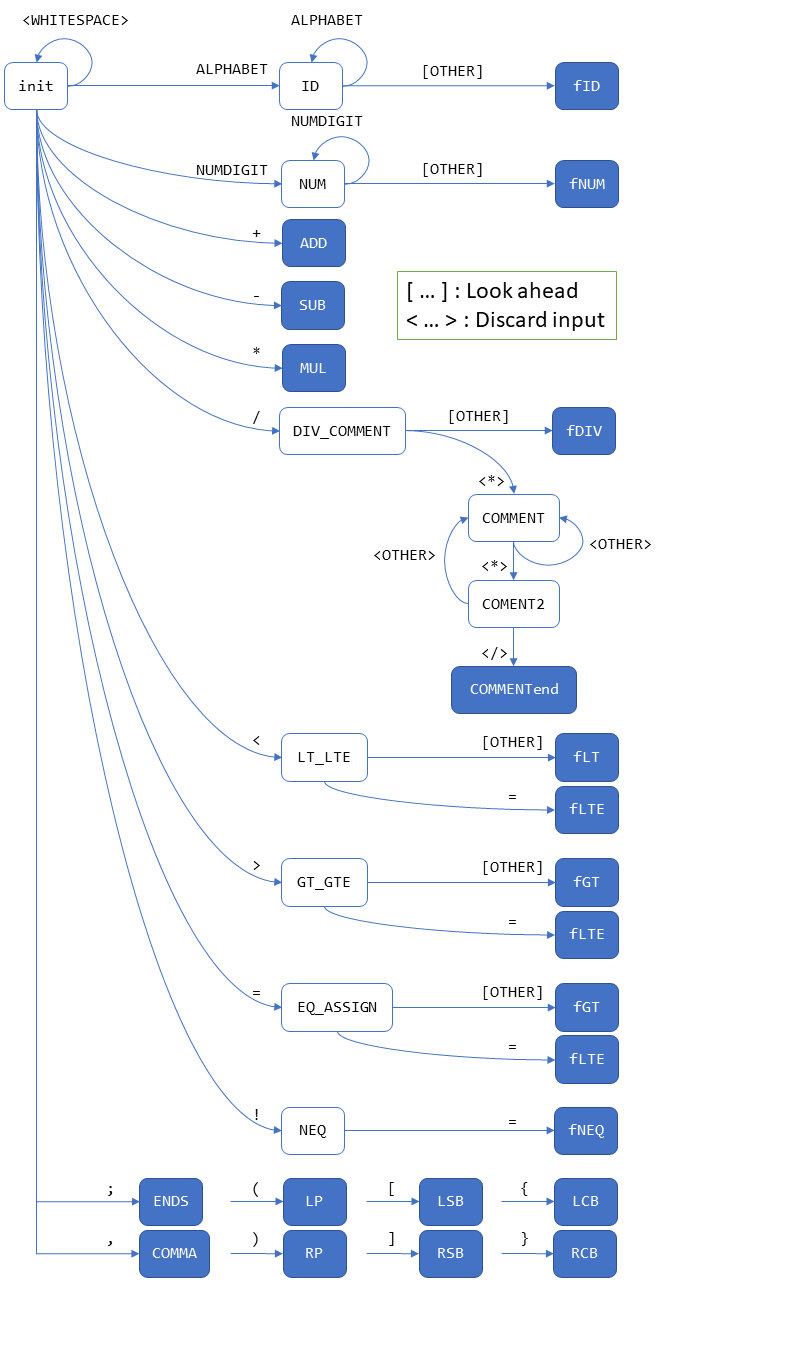 <WHITESPACE>
ALPHABET
init
ALPHABET
ID
[OTHER]
fID
NUMDIGIT
NUMDIGIT
NUM
[OTHER]
fNUM
+
ADD
-
SUB
[ ... ] : Look ahead
< ... > : Discard input
*
MUL
/
DIV_COMMENT
[OTHER]
fDIV
<*>
COMMENT
<OTHER>
<OTHER>
<*>
COMENT2
</>
COMMENTend
<
LT_LTE
[OTHER]
fLT
=
fLTE
>
GT_GTE
[OTHER]
fGT
=
fLTE
=
EQ_ASSIGN
[OTHER]
fGT
=
fLTE
!
NEQ
=
fNEQ
;
ENDS
(
LP
[
LSB
{
LCB
,
COMMA
)
RP
]
RSB
}
RCB